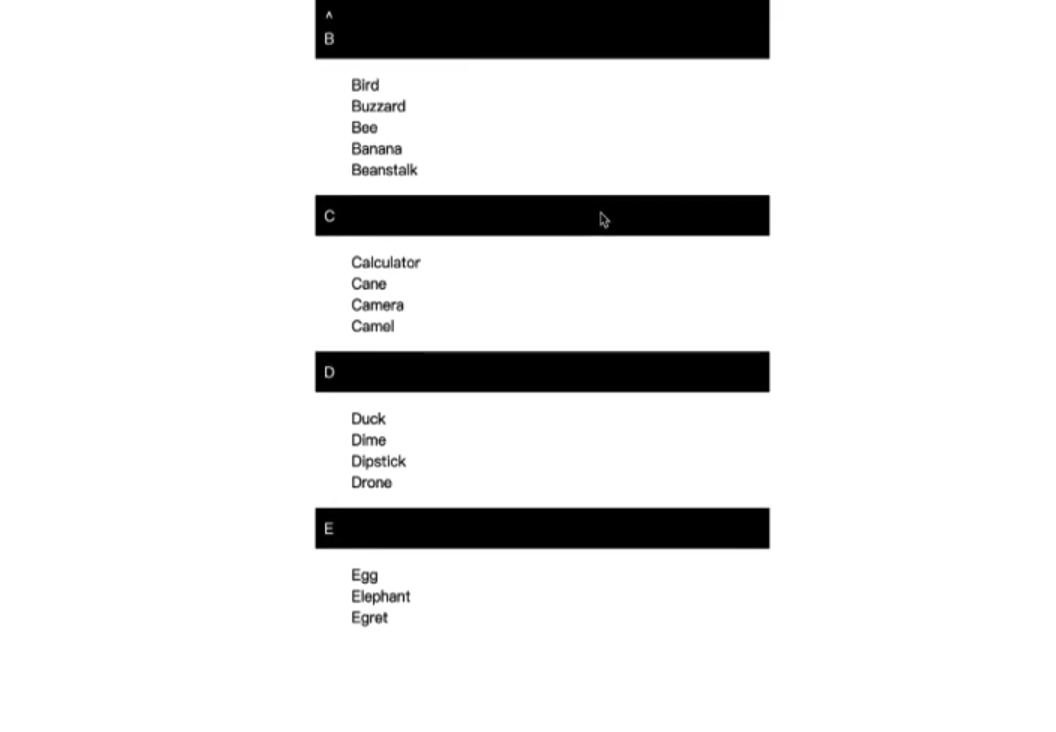 A
B
Bird
Buzzard
Bee
Banana
Beanstalk
C
Calculator
Cane
Camera
Camel
D
Duck
Dime
Dipstick
Drone
E
Egg
Elephant
Egret